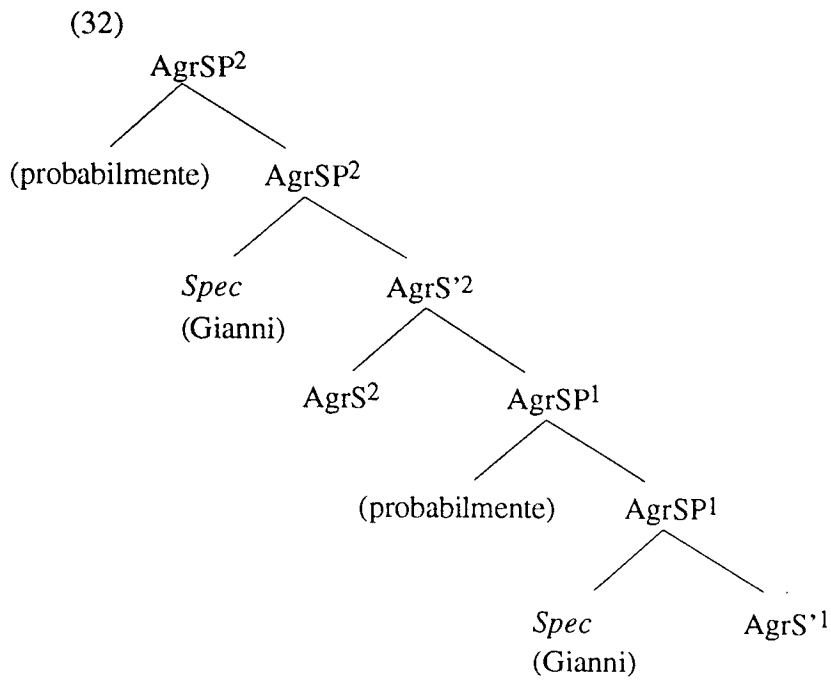 (32)
AgrSP²
(probabilmente) AgrSP²
Spec AgrS’²
(Gianni)
AgrS² AgrSP¹
(probabilmente) AgrSP¹
Spec AgrS’¹
(Gianni)